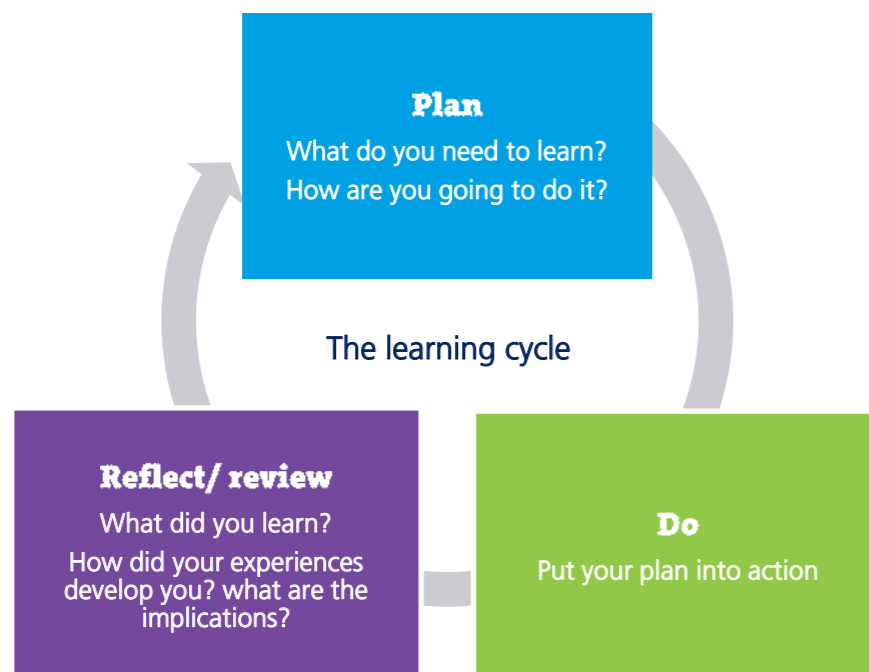 Plan
What do you need to learn?
How are you going to do it?
The learning cycle
Reflect/ review
What did you learn?
How did your experiences
develop you? what are the
implications?
Do
Put your plan into action